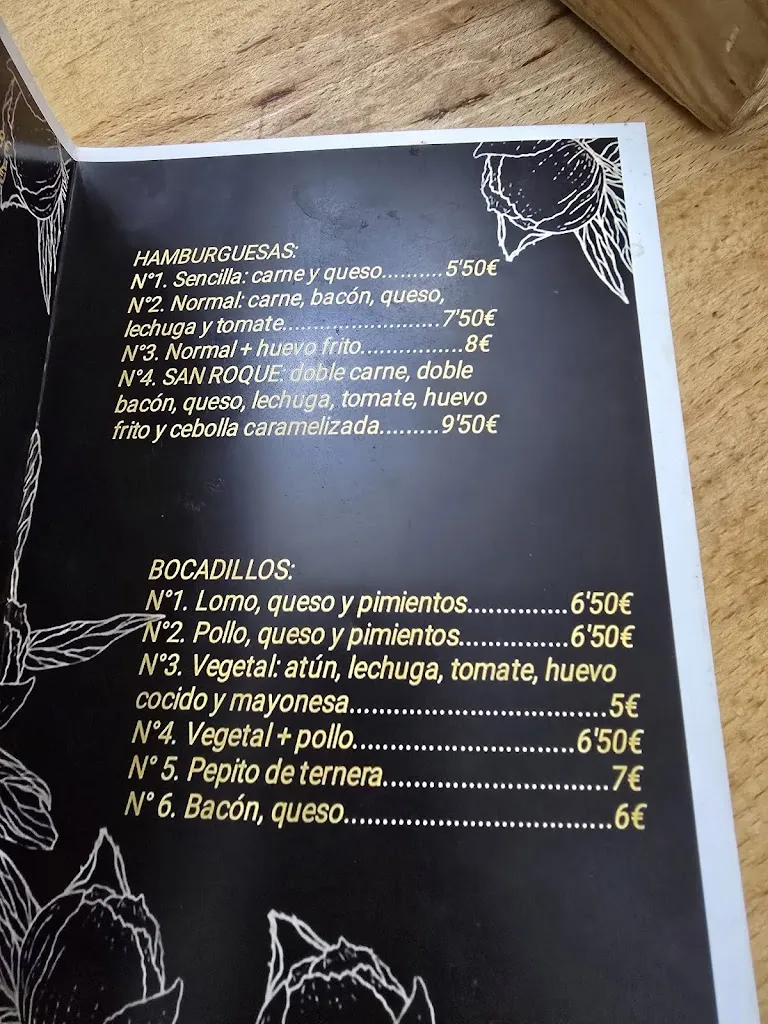 HAMBURGUESAS:
N°1. Sencilla: carne y queso..........5'50€
N°2. Normal: carne, bacón, queso,
lechuga y tomate..........................7'50€
N°3. Normal + huevo frito.................8€
N°4. SAN ROQUE: doble carne, doble
bacón, queso, lechuga, tomate, huevo
frito y cebolla caramelizada.........9'50€
BOCADILLOS:
N°1. Lomo, queso y pimientos..............6'50€
N°2. Pollo, queso y pimientos...............6'50€
N°3. Vegetal: atún, lechuga, tomate, huevo
cocido y mayonesa...................................5€
N°4. Vegetal + pollo..............................6'50€
N° 5. Pepito de ternera...............................7€
N° 6. Bacón, queso....................................6€